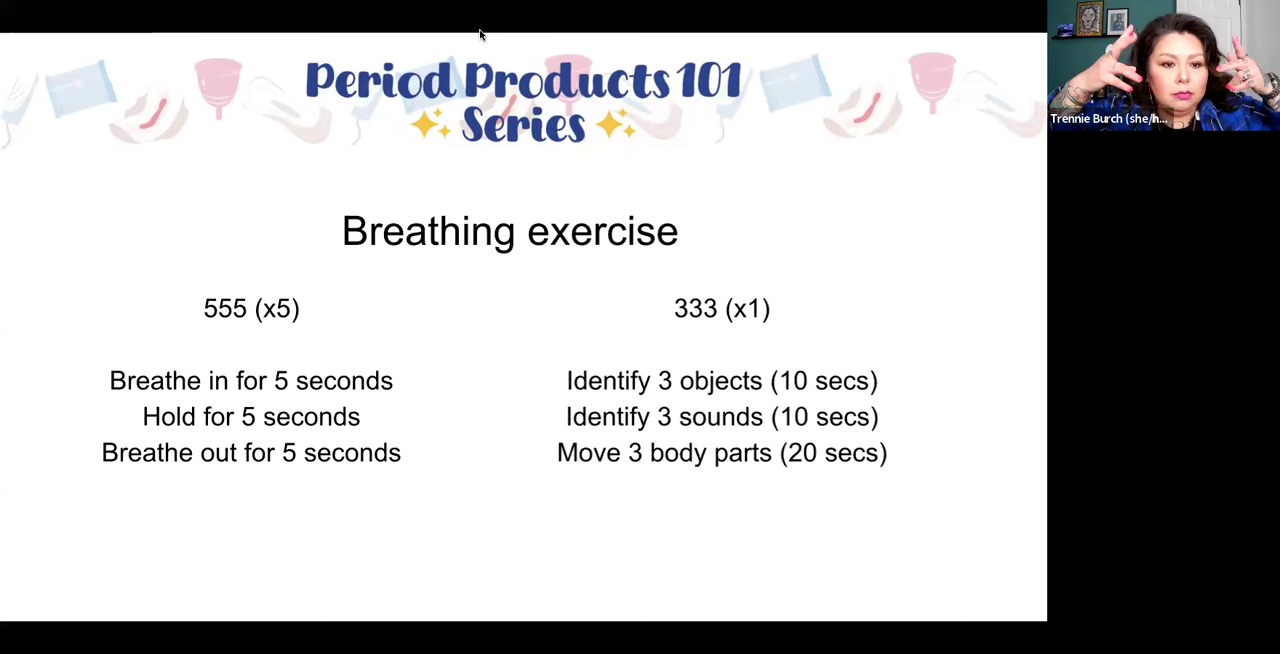 Period Products 101
Series
Trennie Burch (she/h...
Breathing exercise
555 (x5)
Breathe in for 5 seconds
Hold for 5 seconds
Breathe out for 5 seconds
333 (x1)
Identify 3 objects (10 secs)
Identify 3 sounds (10 secs)
Move 3 body parts (20 secs)